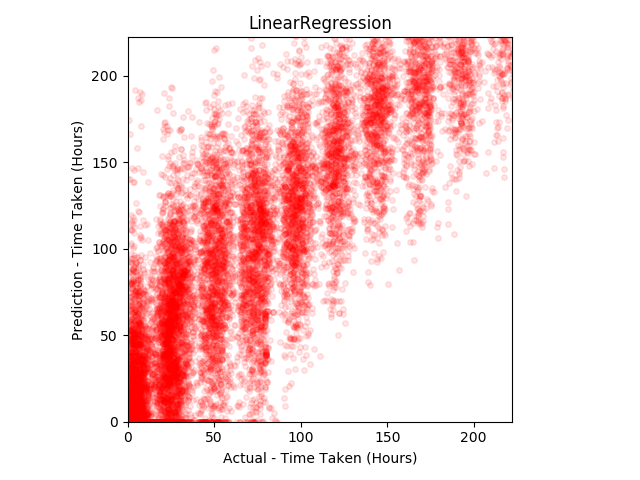 LinearRegression
Prediction - Time Taken (Hours)
200
150
100
50
0
0 50 100 150 200
Actual - Time Taken (Hours)